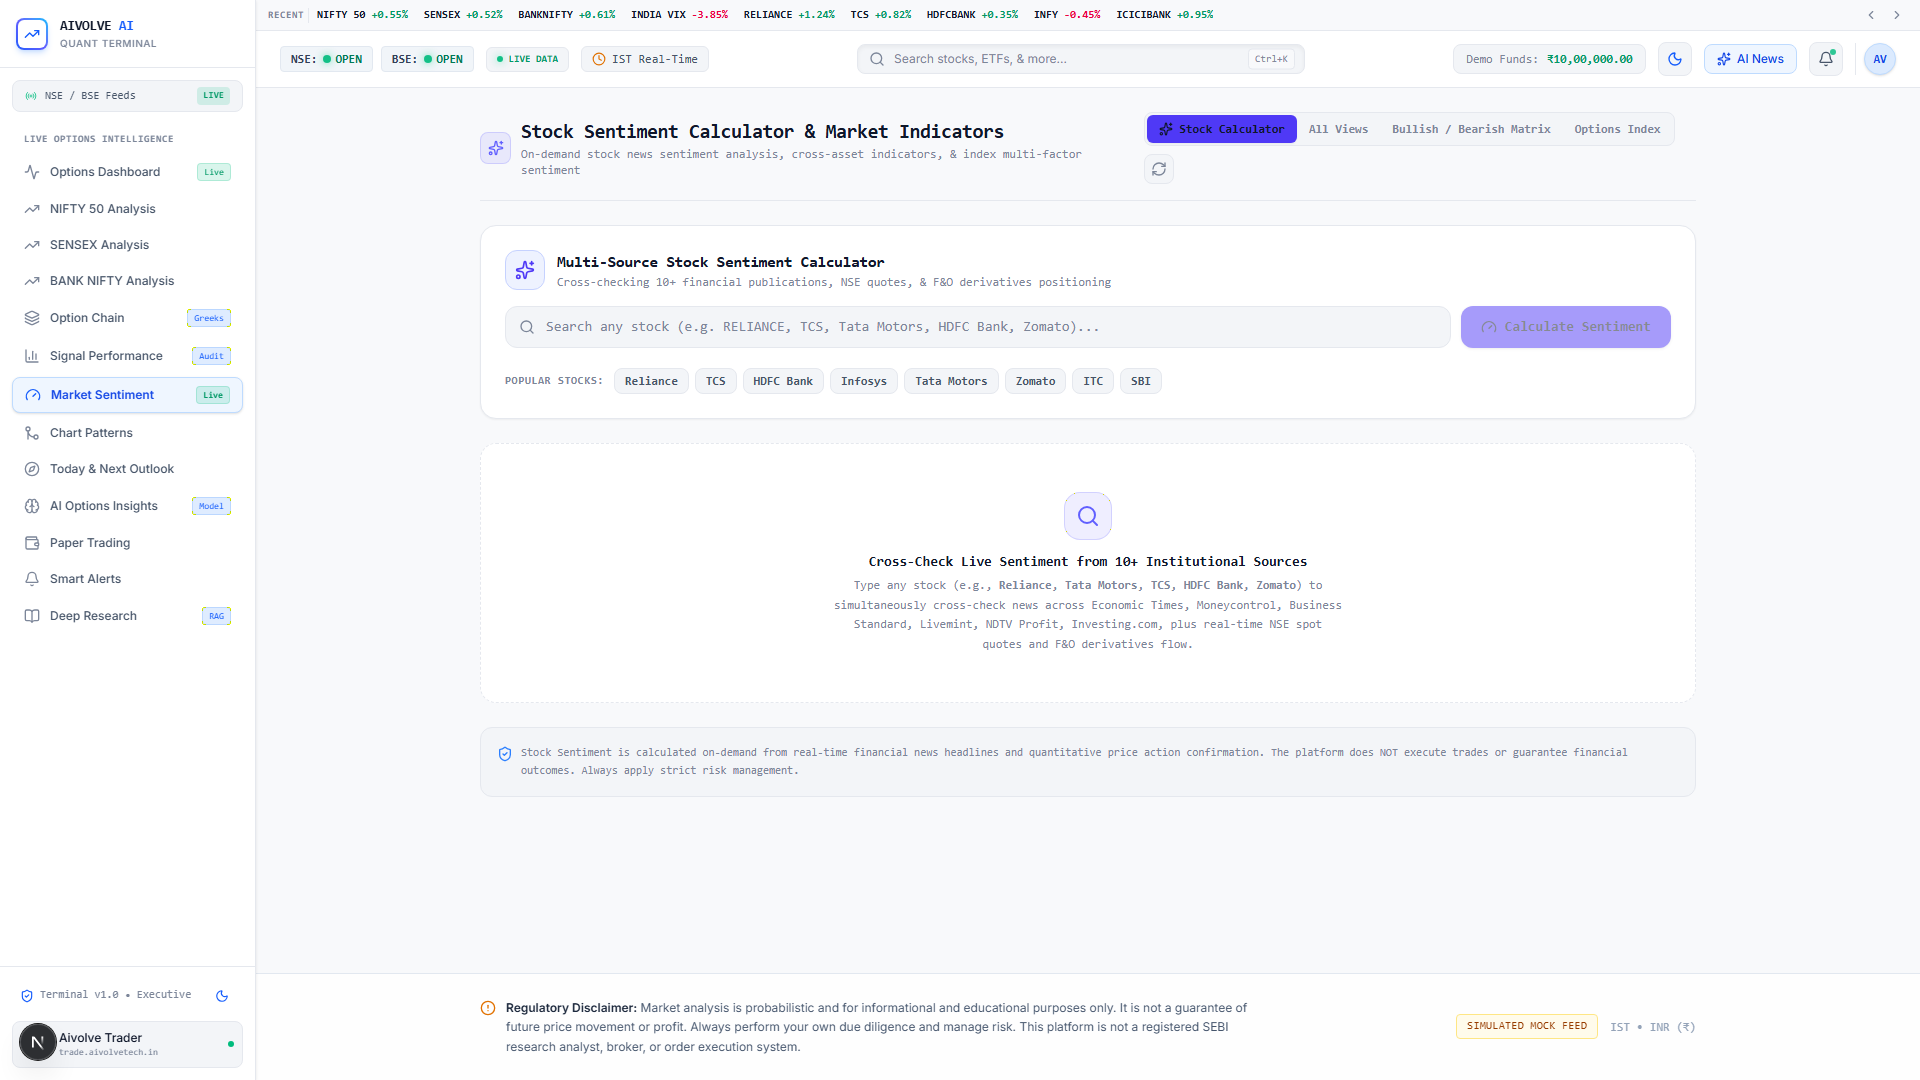 AIVOLVE AI
QUANT TERMINAL
NSE / BSE Feeds LIVE
LIVE OPTIONS INTELLIGENCE
Options Dashboard Live
NIFTY 50 Analysis
SENSEX Analysis
BANK NIFTY Analysis
Option Chain Greeks
Signal Performance Audit
Market Sentiment Live
Chart Patterns
Today & Next Outlook
AI Options Insights Model
Paper Trading
Smart Alerts
Deep Research RAG
Terminal v1.0 • Executive
N
Aivolve Trader
trade.aivolvetech.in
RECENT NIFTY 50 +0.55% SENSEX +0.52% BANKNIFTY +0.61% INDIA VIX -3.85% RELIANCE +1.24% TCS +0.82% HDFCBANK +0.35% INFY -0.45% ICICIBANK +0.95%
NSE: OPEN BSE: OPEN LIVE DATA IST Real-Time Search stocks, ETFs, & more... Ctrl+K Demo Funds: ₹10,00,000.00 AI News AV
Stock Sentiment Calculator & Market Indicators
On-demand stock news sentiment analysis, cross-asset indicators, & index multi-factor
sentiment
Stock Calculator All Views Bullish / Bearish Matrix Options Index
Multi-Source Stock Sentiment Calculator
Cross-checking 10+ financial publications, NSE quotes, & F&O derivatives positioning
Search any stock (e.g. RELIANCE, TCS, Tata Motors, HDFC Bank, Zomato)... Calculate Sentiment
POPULAR STOCKS: Reliance TCS HDFC Bank Infosys Tata Motors Zomato ITC SBI
Cross-Check Live Sentiment from 10+ Institutional Sources
Type any stock (e.g., Reliance, Tata Motors, TCS, HDFC Bank, Zomato) to
simultaneously cross-check news across Economic Times, Moneycontrol, Business
Standard, Livemint, NDTV Profit, Investing.com, plus real-time NSE spot
quotes and F&O derivatives flow.
Stock Sentiment is calculated on-demand from real-time financial news headlines and quantitative price action confirmation. The platform does NOT execute trades or guarantee financial
outcomes. Always apply strict risk management.
Regulatory Disclaimer: Market analysis is probabilistic and for informational and educational purposes only. It is not a guarantee of
future price movement or profit. Always perform your own due diligence and manage risk. This platform is not a registered SEBI
research analyst, broker, or order execution system.
SIMULATED MOCK FEED IST • INR (₹)